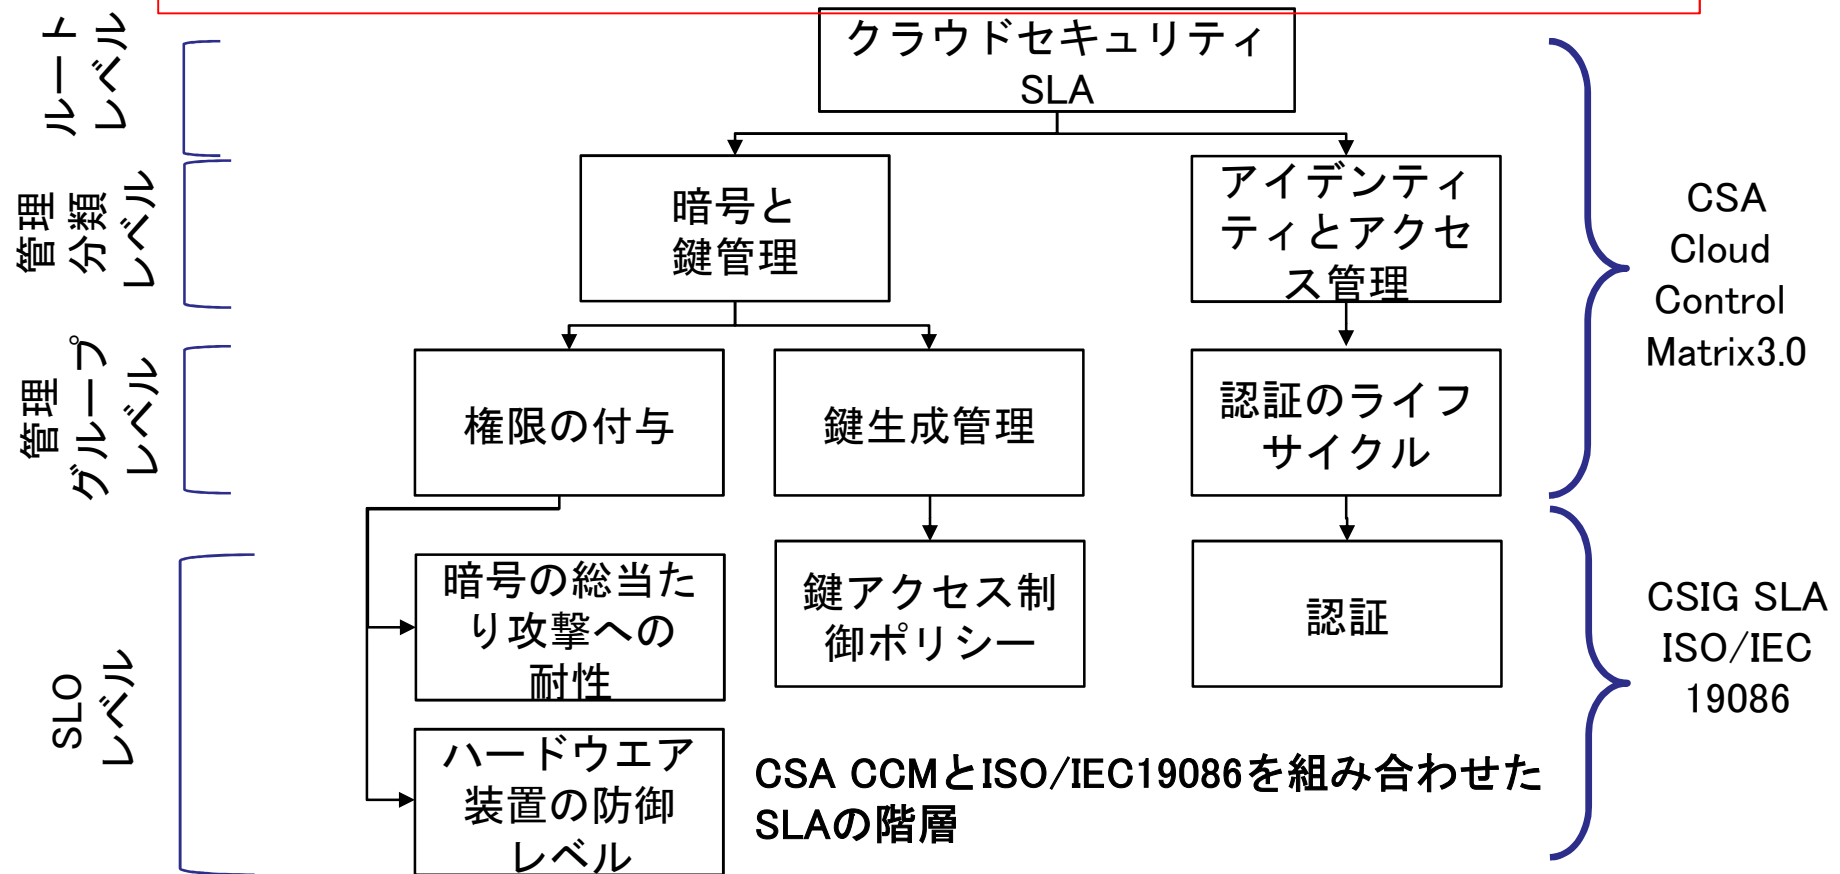 ルート
レベル
クラウドセキュリティ
SLA
管理
分類
レベル
暗号と
鍵管理
アイデンティ
ティとアクセ
ス管理
CSA
Cloud
Control
Matrix3.0
管理
グループ
レベル
権限の付与
鍵生成管理
認証のライフ
サイクル
SLO
レベル
暗号の総当た
り攻撃への
耐性
鍵アクセス制
御ポリシー
認証
CSIG SLA
ISO/IEC
19086
ハードウエア
装置の防御
レベル
CSA CCMとISO/IEC19086を組み合わせた
SLAの階層